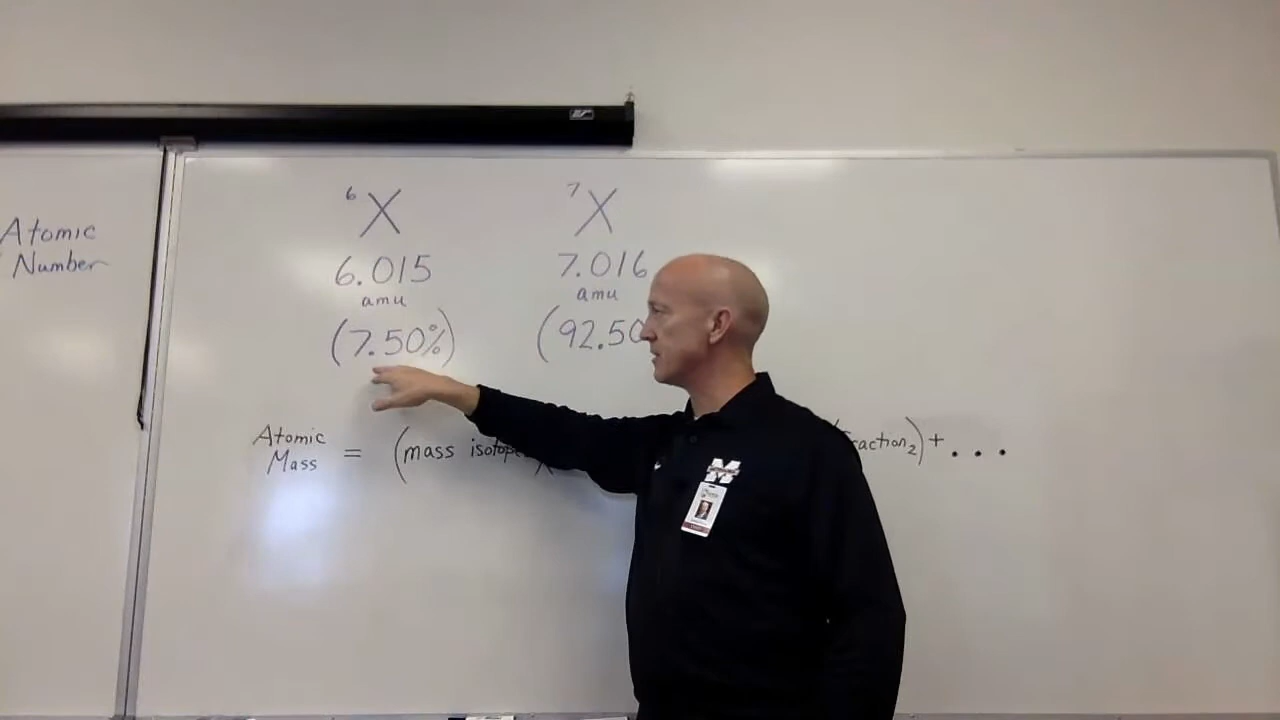 Atomic
Number
6X 7X
6.015 7.016
amu amu
(7.50%) (92.50
Atomic
Mass = (mass isotope fraction2) + ...